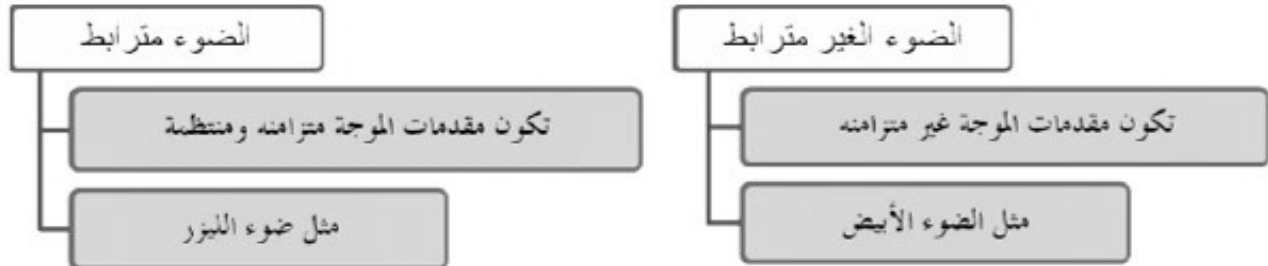 الضوء الغير مترابط
تكون مقدمات الموجة غير متزامنه
مثل الضوء الأبيض
الضوء مترابط
تكون مقدمات الموجة متزامنه ومنتظمة
مثل ضوء الليزر